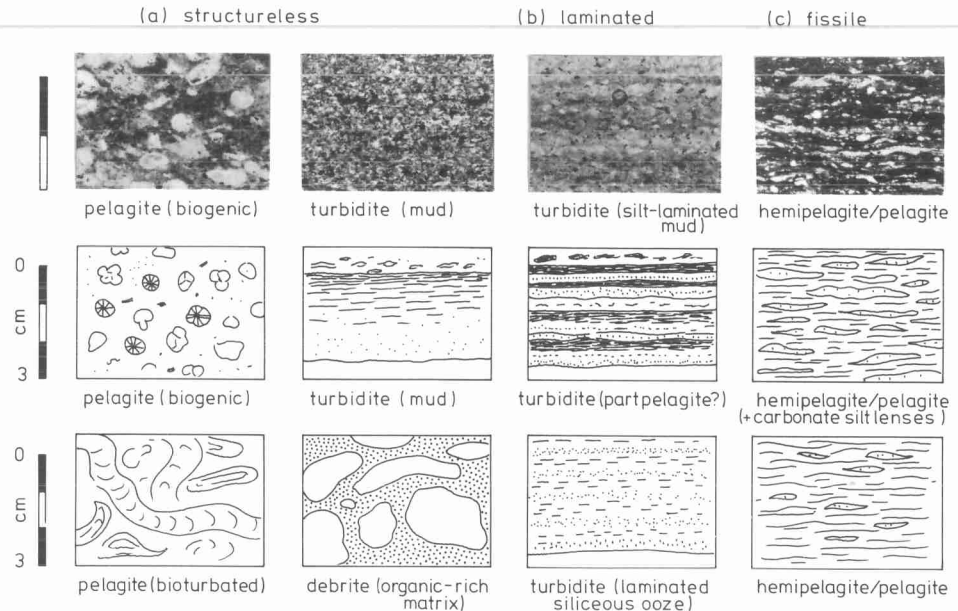 (a) structureless
(b) laminated
(c) fissile
pelagite (biogenic)
turbidite (mud)
turbidite (silt-laminated
mud)
hemipelagite/pelagite
0
cm
3
pelagite (biogenic)
turbidite (mud)
turbidite (part pelagite?)
hemipelagite/pelagite
(+carbonate silt lenses)
0
cm
3
pelagite (bioturbated)
debrite (organic-rich
matrix)
turbidite (laminated
siliceous ooze)
hemipelagite/pelagite